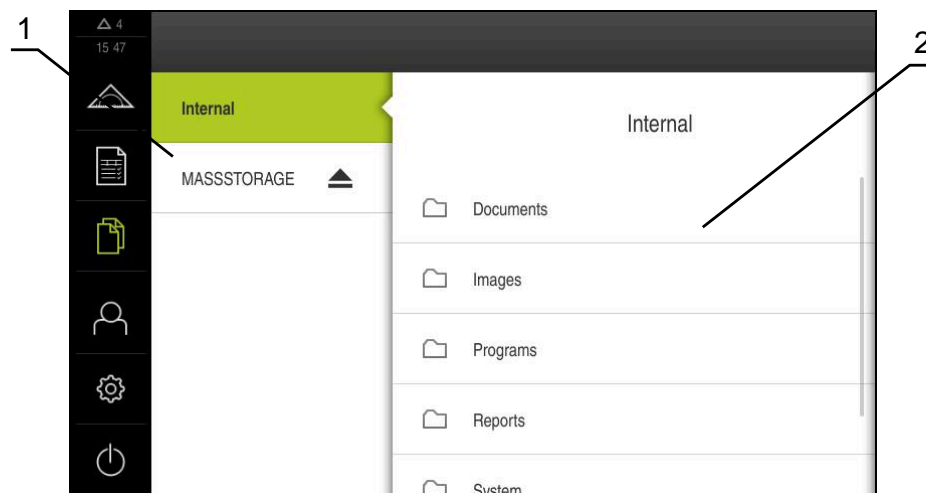 1
2
△ 4
15 47
Internal
MASSSTORAGE
Internal
Documents
Images
Programs
Reports
System